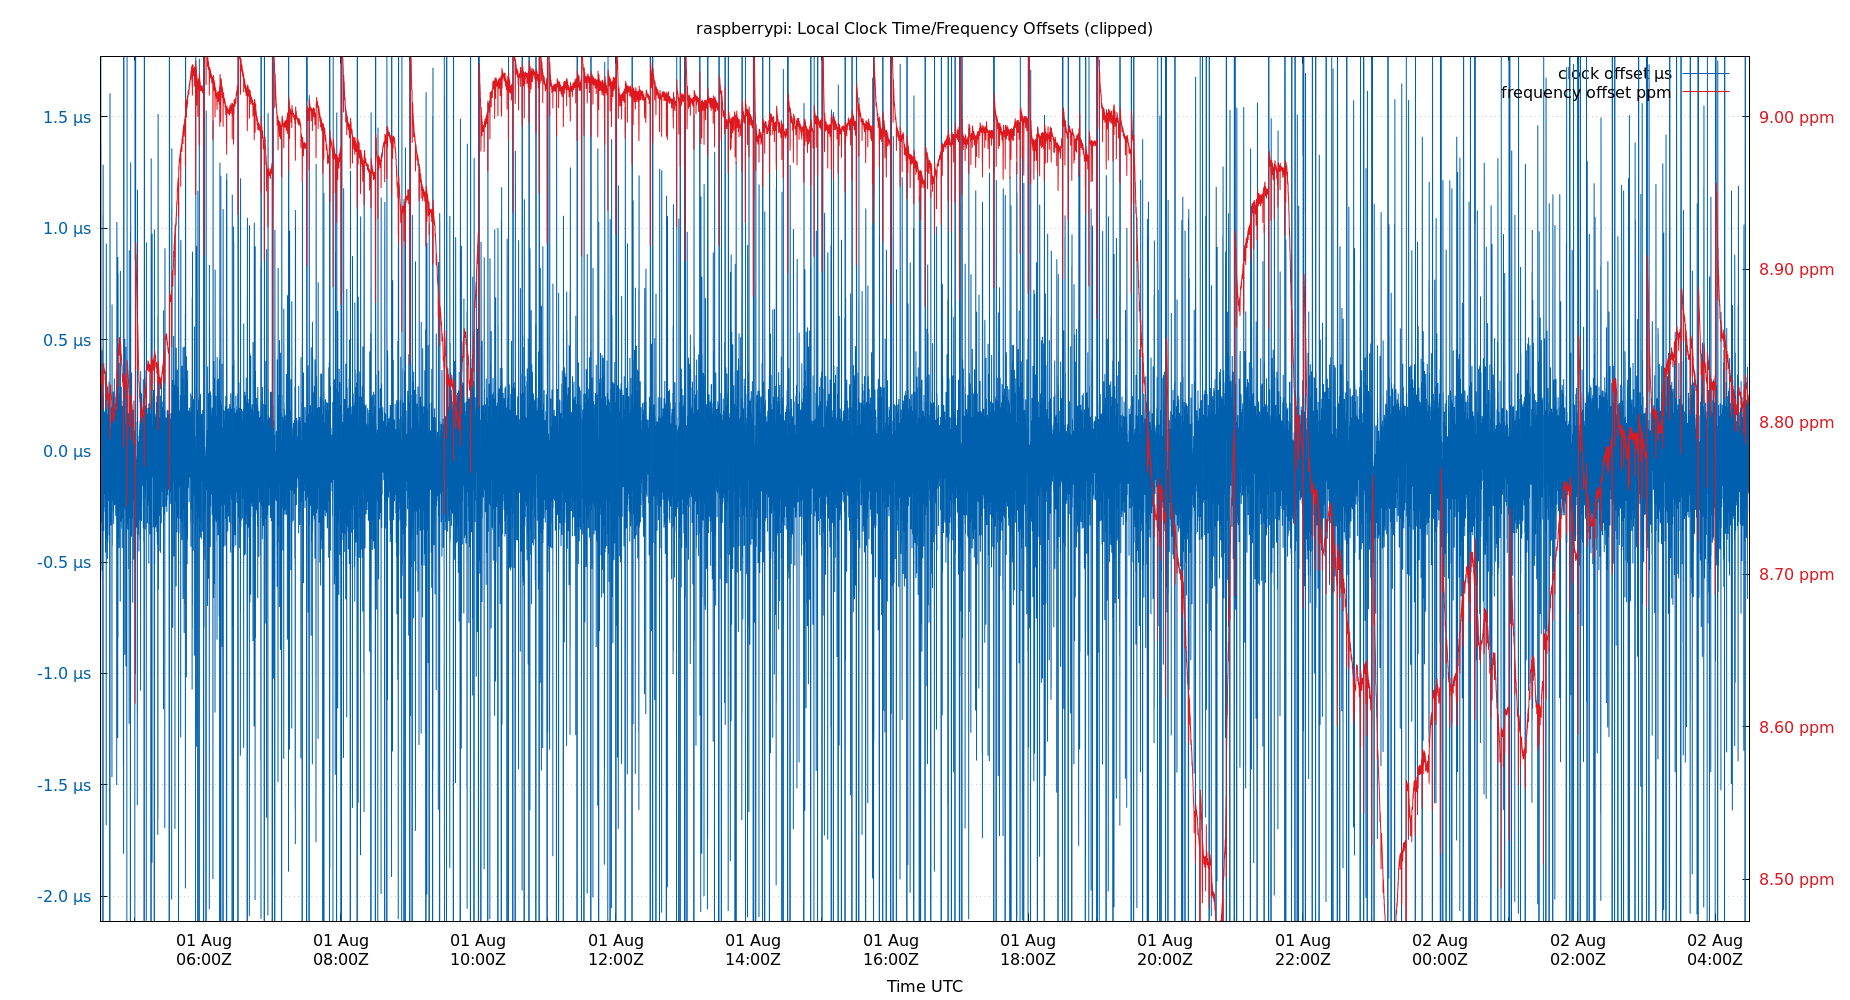 raspberrypi: Local Clock Time/Frequency Offsets (clipped)
clock offset µs
frequency offset ppm
1.5 µs
1.0 µs
0.5 µs
0.0 µs
-0.5 µs
-1.0 µs
-1.5 µs
-2.0 µs
9.00 ppm
8.90 ppm
8.80 ppm
8.70 ppm
8.60 ppm
8.50 ppm
01 Aug 01 Aug 01 Aug 01 Aug 01 Aug 01 Aug 01 Aug 01 Aug 01 Aug 02 Aug 02 Aug 02 Aug
06:00Z 08:00Z 10:00Z 12:00Z 14:00Z 16:00Z 18:00Z 20:00Z 22:00Z 00:00Z 02:00Z 04:00Z
Time UTC